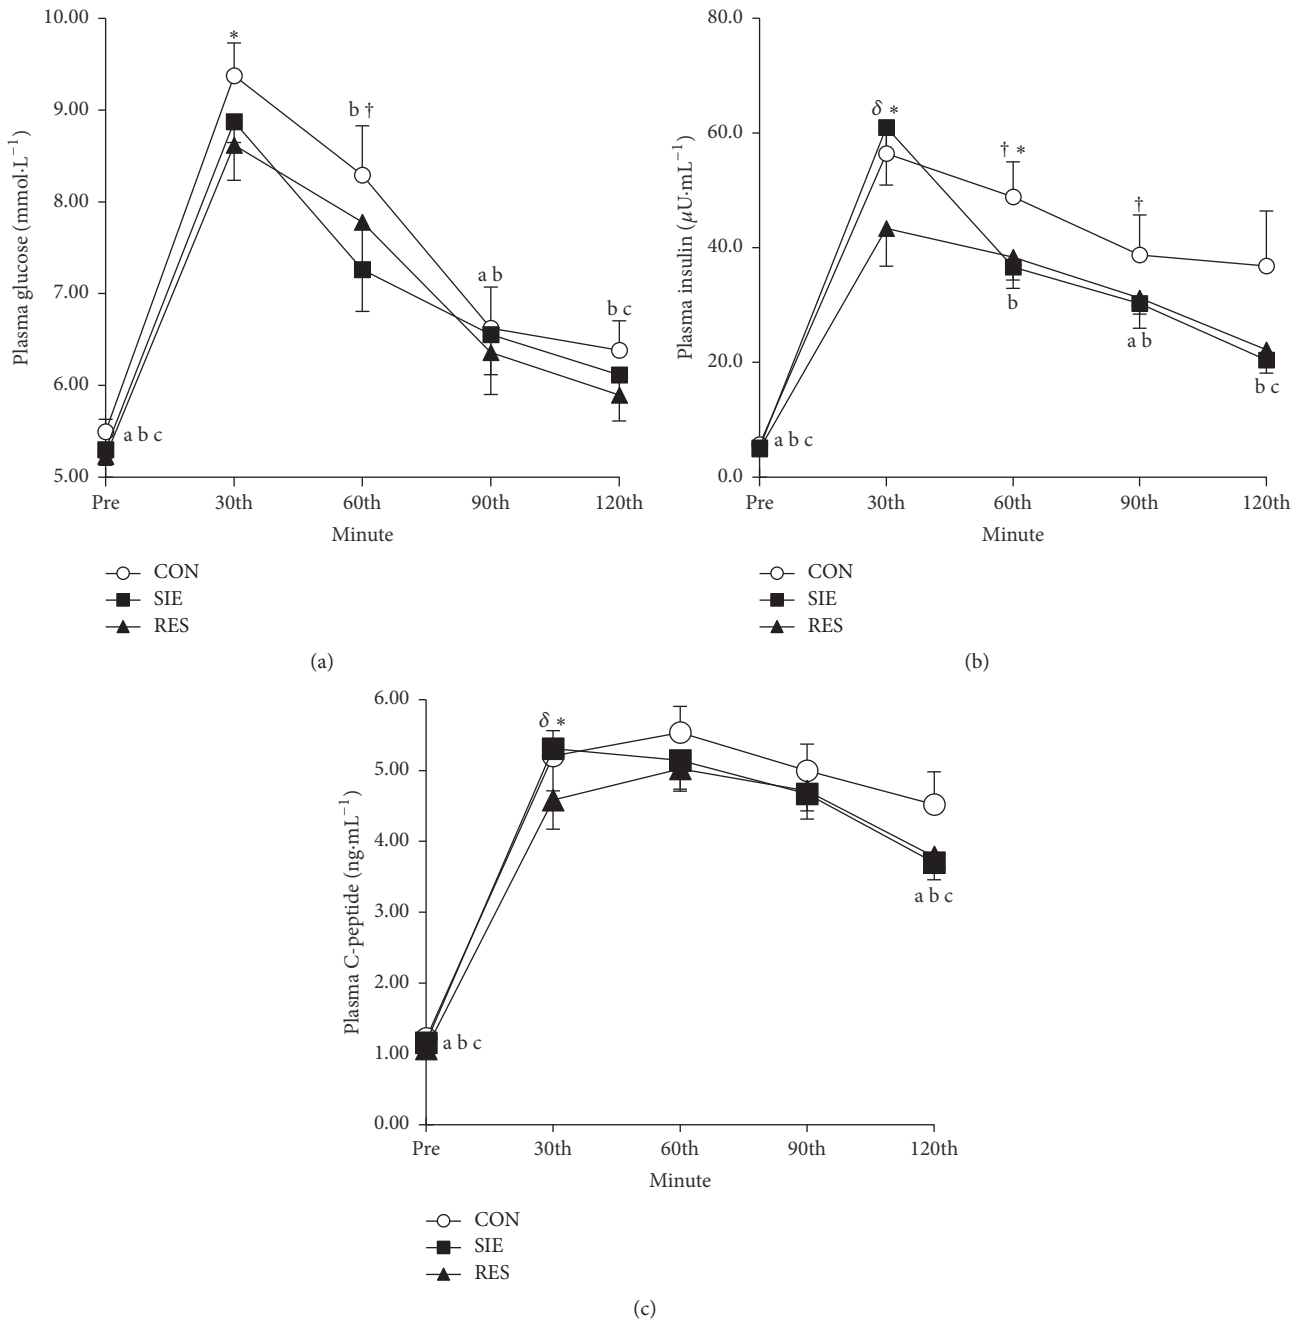 Plasma glucose (mmol·L⁻¹)
10.00
9.00
8.00
7.00
6.00
5.00
*
b †
a b
b c
a b c
Pre 30th 60th 90th 120th
Minute
CON
SIE
RES
(a)
Plasma insulin (μU·mL⁻¹)
80.0
60.0
40.0
20.0
0.0
δ *
† *
†
b
a b
b c
a b c
Pre 30th 60th 90th 120th
Minute
CON
SIE
RES
(b)
Plasma C-peptide (ng·mL⁻¹)
6.00
5.00
4.00
3.00
2.00
1.00
0.00
δ *
a b c
a b c
Pre 30th 60th 90th 120th
Minute
CON
SIE
RES
(c)